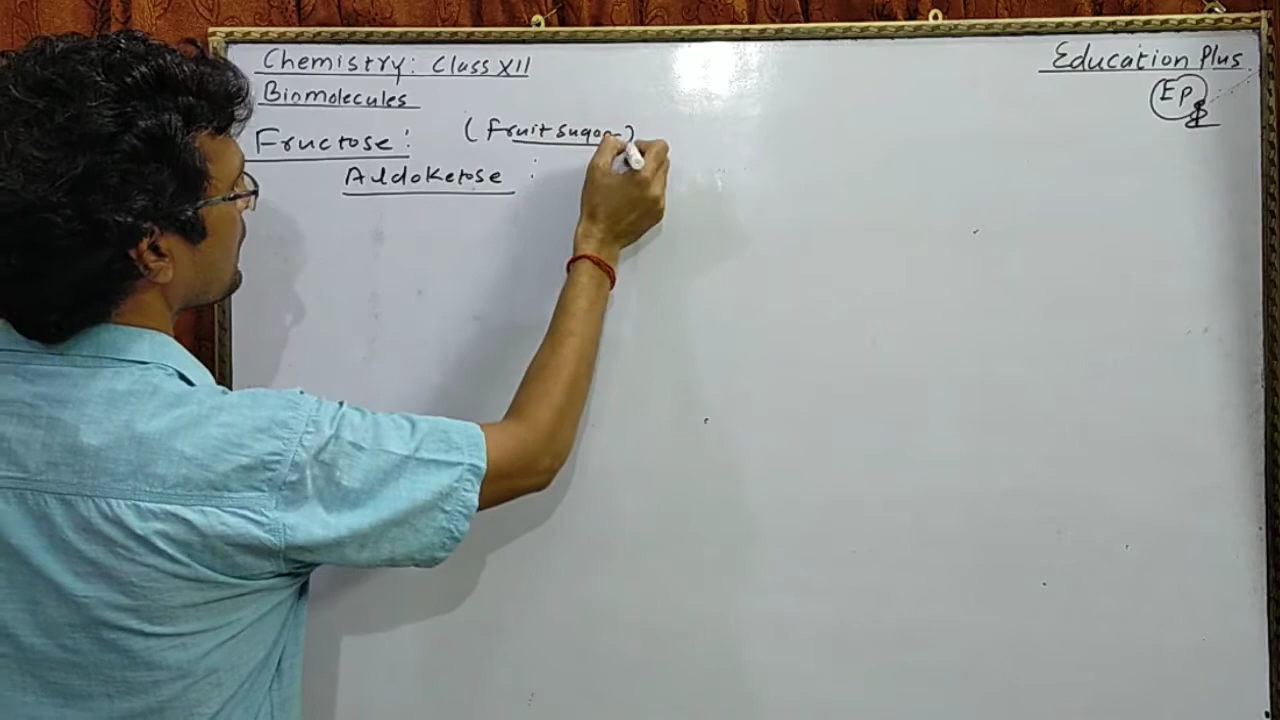 Chemistry: Class XII
Education Plus
Biomolecules
EP
Fructose: (Fruit sugar)
Aldoketose :